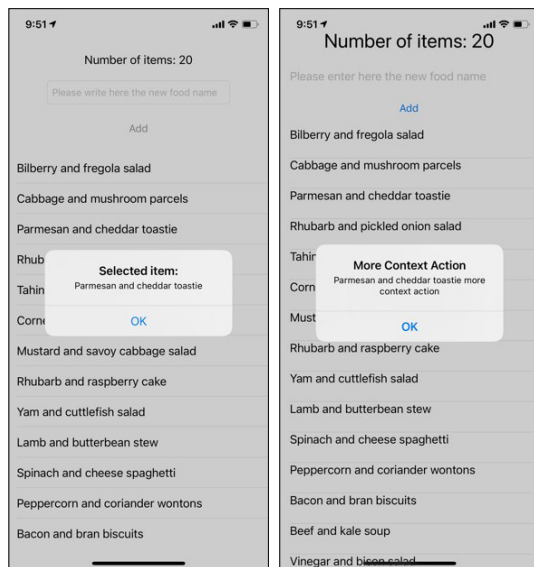 9:51
Number of items: 20
Please write here the new food name
Add
Bilberry and fregola salad
Cabbage and mushroom parcels
Parmesan and cheddar toastie
Rhub
Selected item:
Parmesan and cheddar toastie
Tahin
Corne
OK
Mustard and savoy cabbage salad
Rhubarb and raspberry cake
Yam and cuttlefish salad
Lamb and butterbean stew
Spinach and cheese spaghetti
Peppercorn and coriander wontons
Bacon and bran biscuits
9:51
Number of items: 20
Please enter here the new food name
Add
Bilberry and fregola salad
Cabbage and mushroom parcels
Parmesan and cheddar toastie
Rhubarb and pickled onion salad
Tahin
More Context Action
Parmesan and cheddar toastie more
context action
Corn
Must
OK
Rhubarb and raspberry cake
Yam and cuttlefish salad
Lamb and butterbean stew
Spinach and cheese spaghetti
Peppercorn and coriander wontons
Bacon and bran biscuits
Beef and kale soup
Vinegar and bison salad